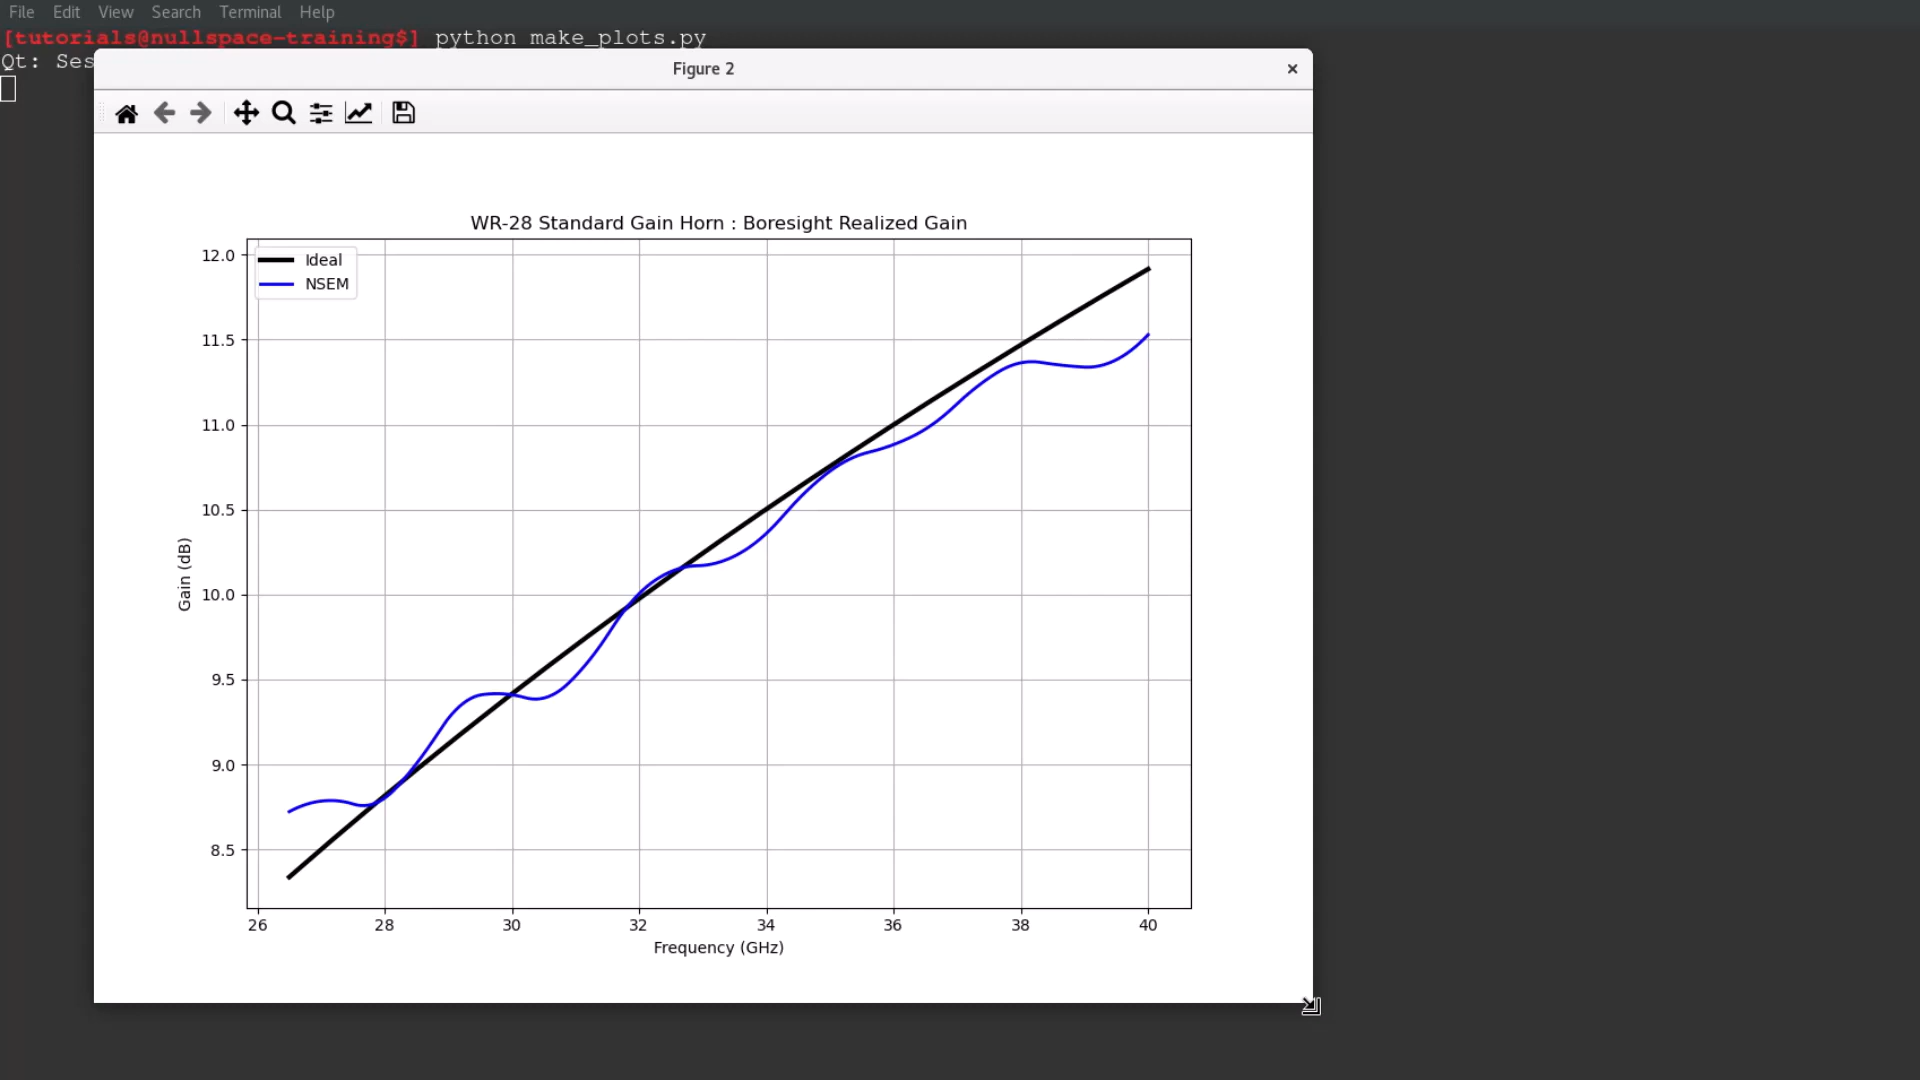 File Edit View Search Terminal Help
[tutorials@nullspace-training$] python make_plots.py
Qt: Ses
Figure 2
WR-28 Standard Gain Horn : Boresight Realized Gain
Ideal
NSEM
12.0
11.5
11.0
10.5
10.0
9.5
9.0
8.5
Gain (dB)
26 28 30 32 34 36 38 40
Frequency (GHz)